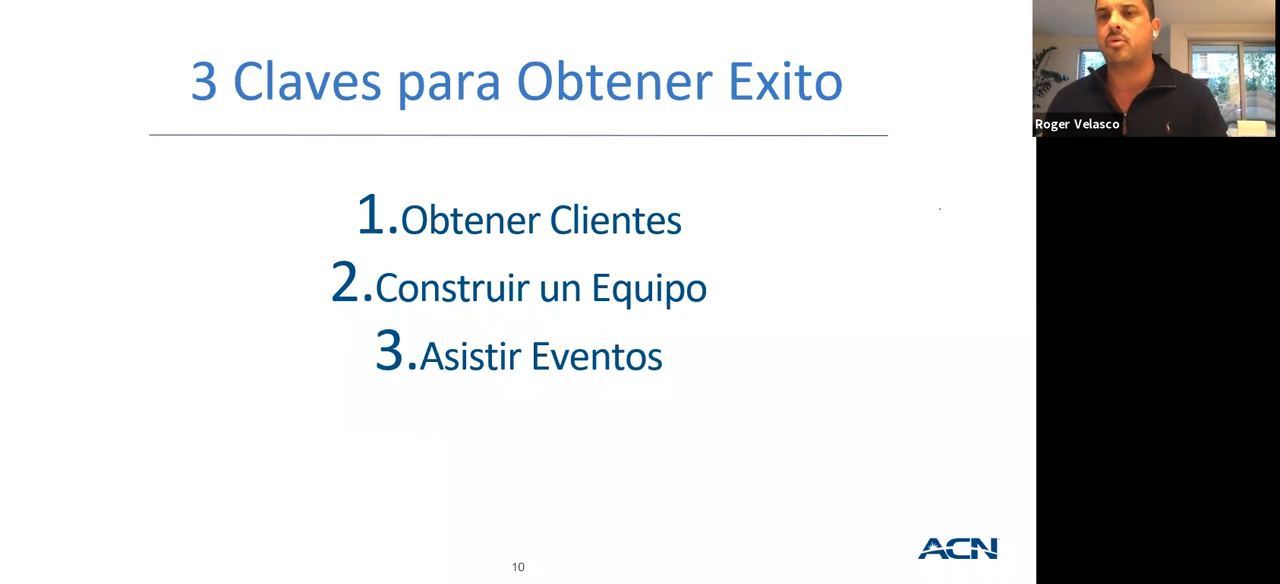 3 Claves para Obtener Exito
1.Obtener Clientes
2.Construir un Equipo
3.Asistir Eventos
Roger Velasco
ACN
10